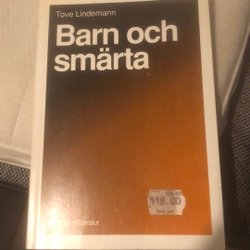 Tove Lindemann
Barn och
smärta
118.00